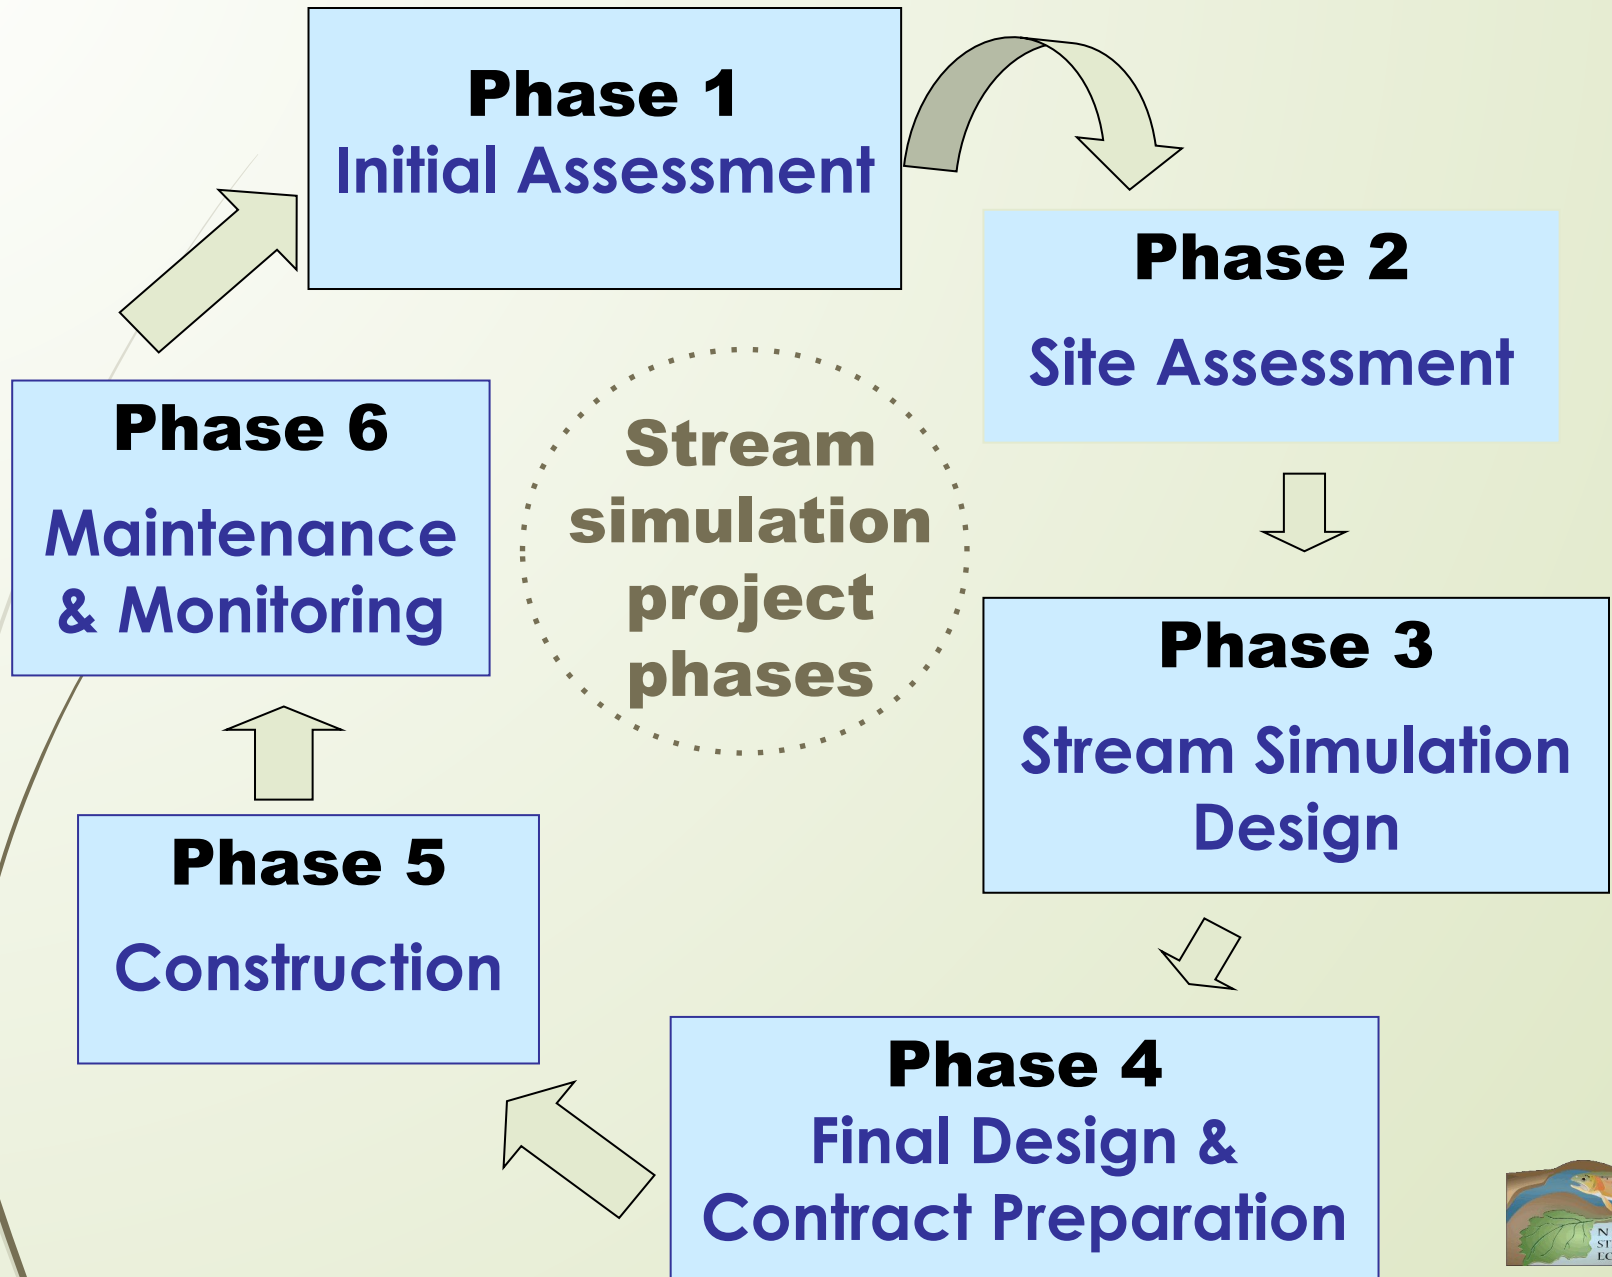 Phase 1
Initial Assessment
Phase 2
Site Assessment
Phase 3
Stream Simulation
Design
Phase 4
Final Design &
Contract Preparation
Phase 5
Construction
Phase 6
Maintenance
& Monitoring
Stream
simulation
project
phases